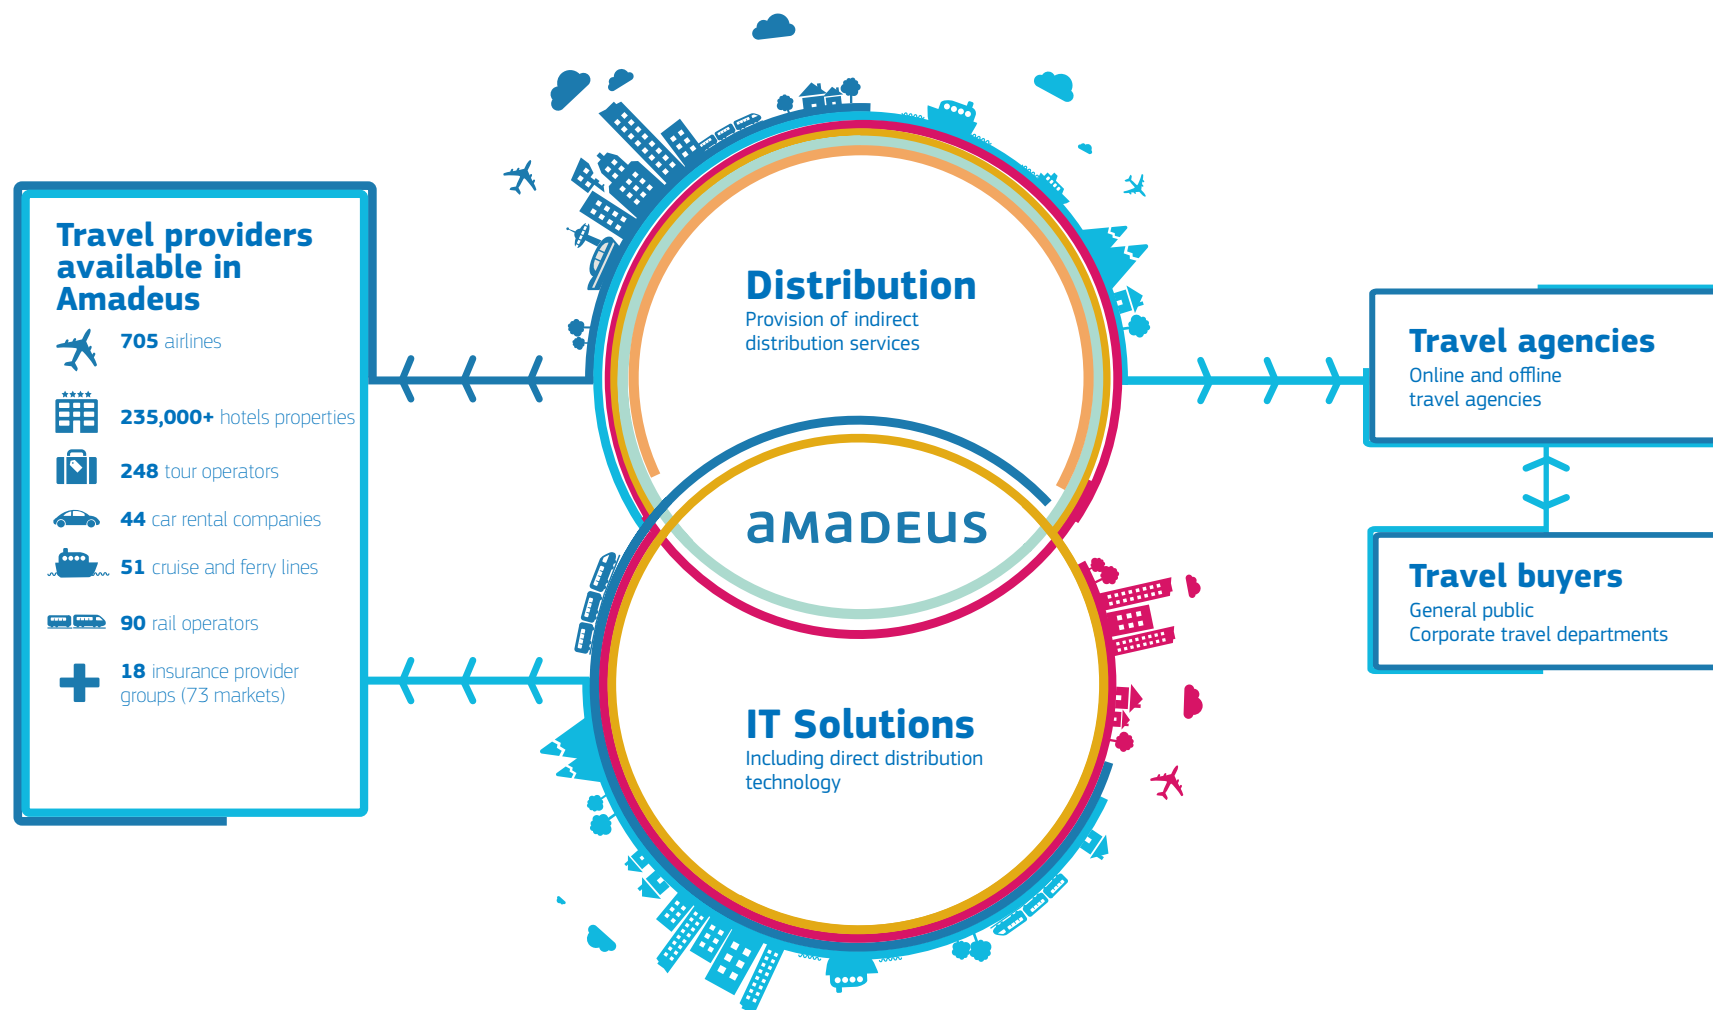 Travel providers
available in
Amadeus
705 airlines
235,000+ hotels properties
248 tour operators
44 car rental companies
51 cruise and ferry lines
90 rail operators
18 insurance provider
groups (73 markets)
Distribution
Provision of indirect
distribution services
amadeus
IT Solutions
Including direct distribution
technology
Travel agencies
Online and offline
travel agencies
Travel buyers
General public
Corporate travel departments